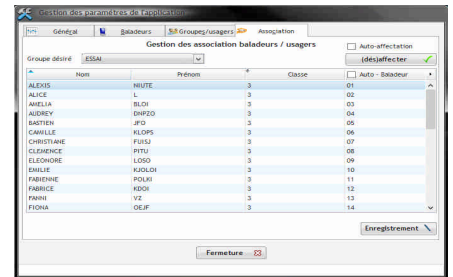 Gestion des paramètres de l'application
Général Baladeurs Groupes/usagers Association
Gestion des association baladeurs / usagers
Auto-affectation
Groupe désiré ESSAI (dés)affecter
Nom Prénom Classe Auto - Baladeur
ALEXIS NIUTE 3 01
ALICE L 3 02
AMELIA BLOI 3 03
AUDREY DNPZO 3 04
BASTIEN JFO 3 05
CAMILLE KLOPS 3 06
CHRISTIANE FUISJ 3 07
CLEMENCE PITU 3 08
ELEONORE LOSO 3 09
EMILIE KJOLOI 3 10
FABIENNE POLKI 3 11
FABRICE KDOI 3 12
FANNI VZ 3 13
FIONA OEJF 3 14
Enregistrement
Fermeture